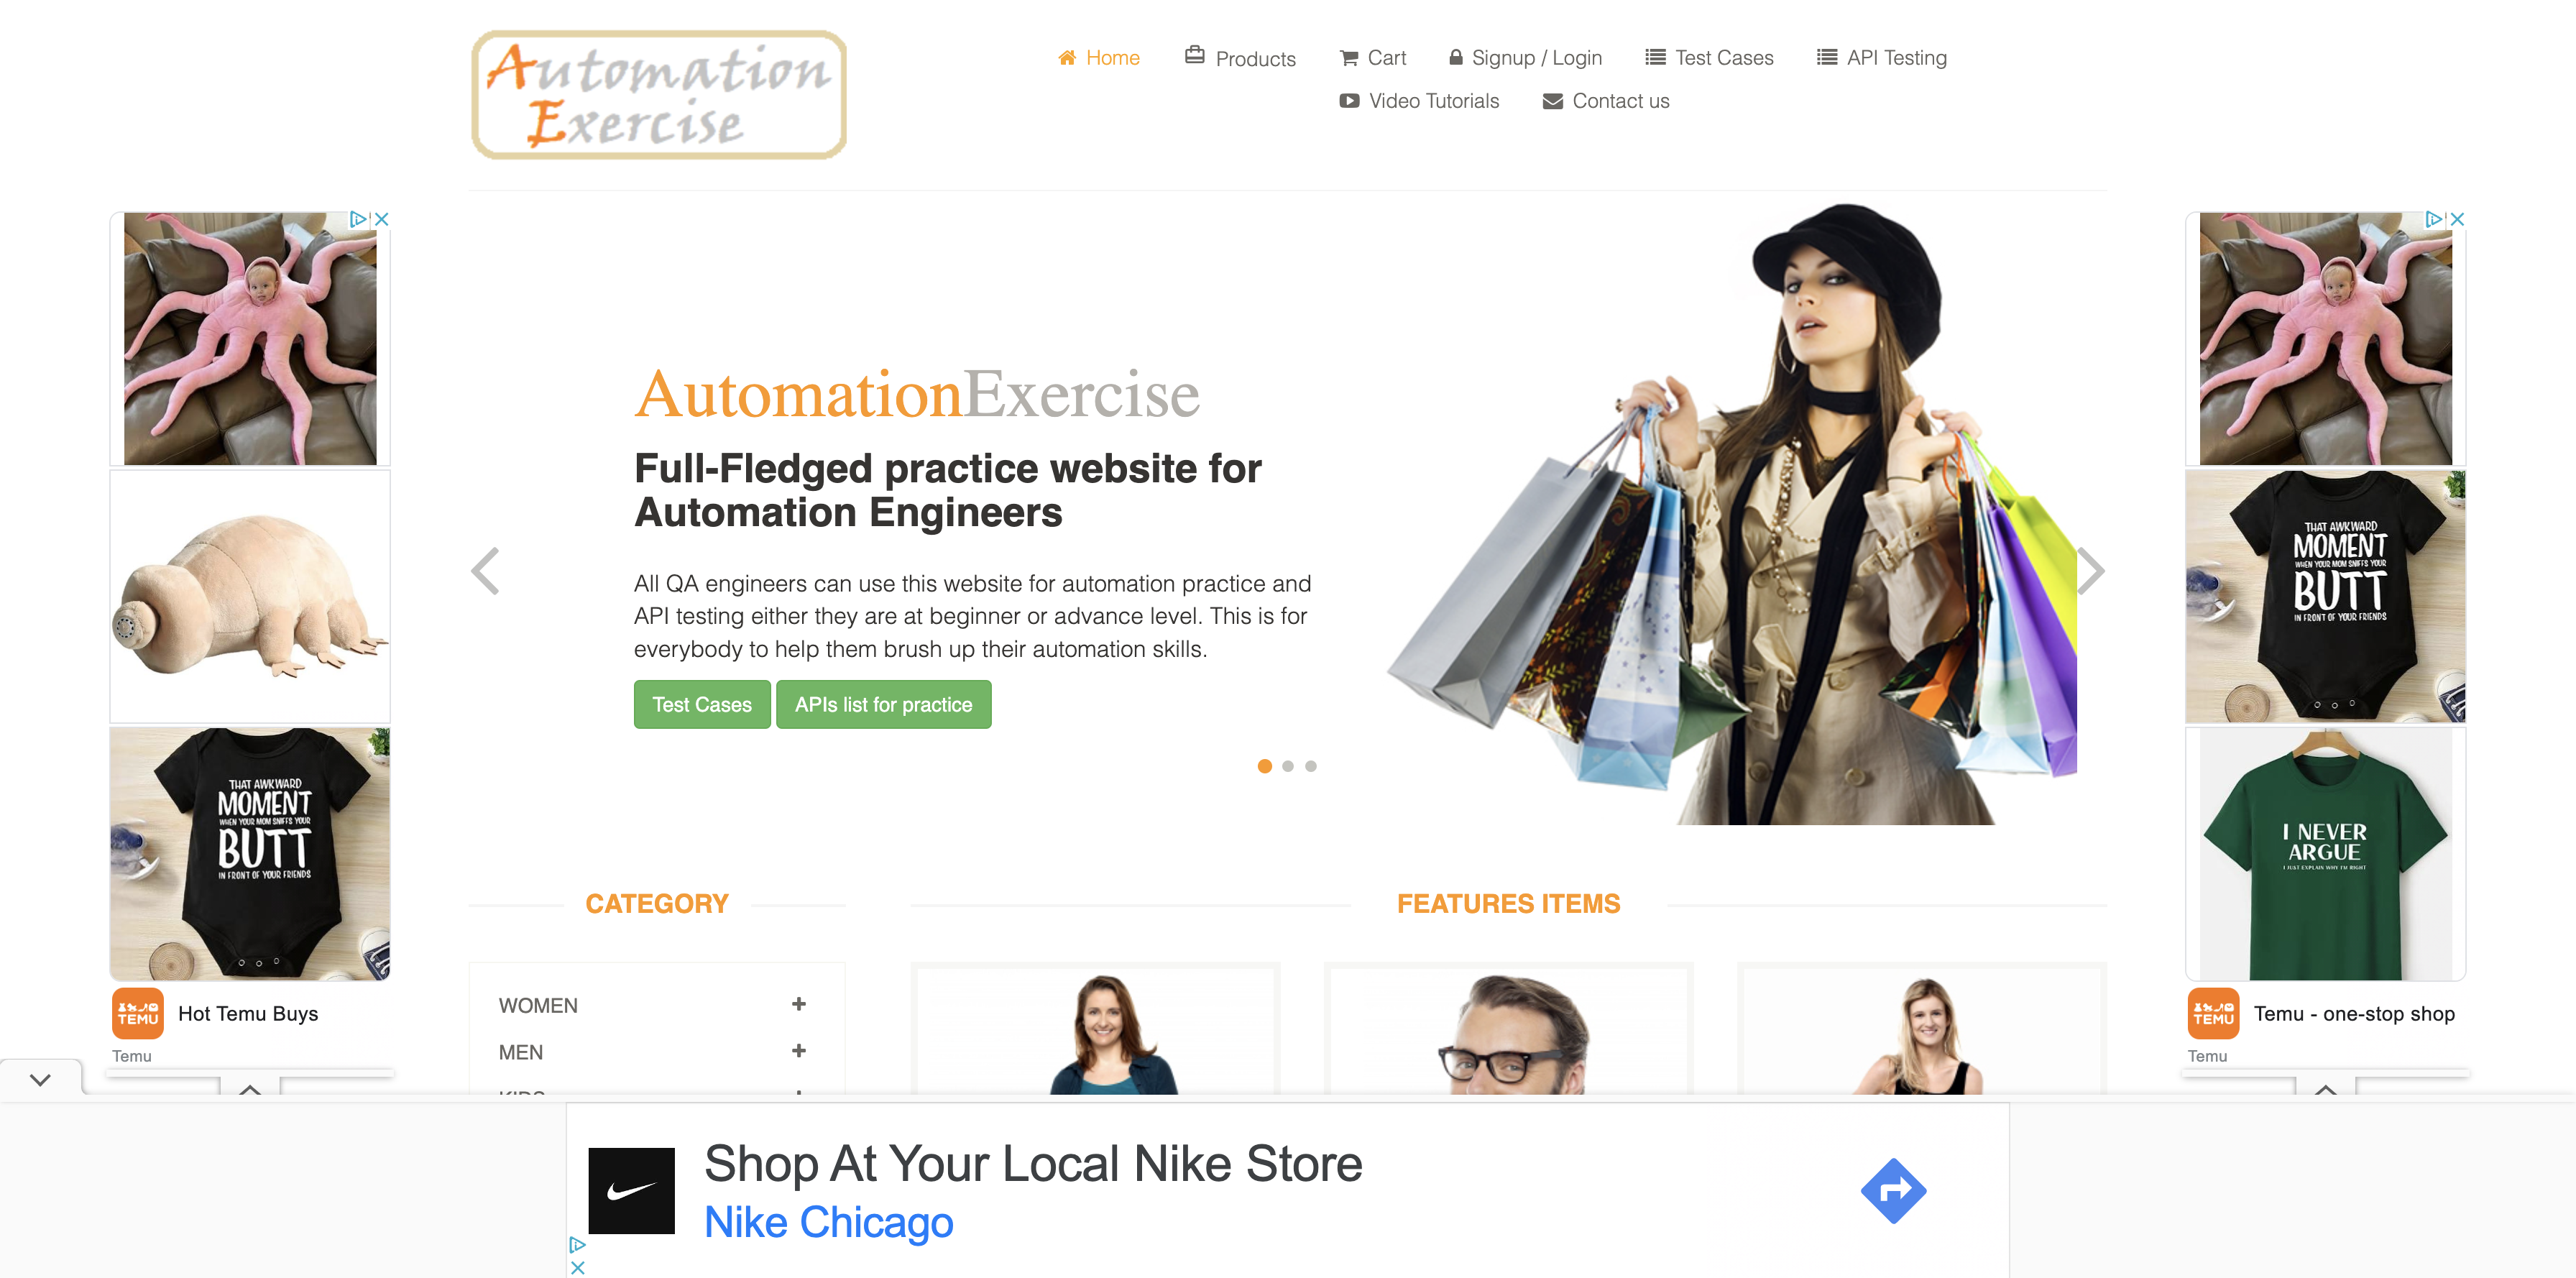 Automation
Exercise
Home
Products
Cart
Signup / Login
Test Cases
API Testing
Video Tutorials
Contact us
AutomationExercise
Full-Fledged practice website for
Automation Engineers
All QA engineers can use this website for automation practice and
API testing either they are at beginner or advance level. This is for
everybody to help them brush up their automation skills.
Test Cases
APIs list for practice
THAT AWKWARD
MOMENT
WHEN YOUR MOM SNIFFS YOUR
BUTT
IN FRONT OF YOUR FRIENDS
TEMU
Hot Temu Buys
Temu
THAT AWKWARD
MOMENT
WHEN YOUR MOM SNIFFS YOUR
BUTT
IN FRONT OF YOUR FRIENDS
I NEVER
ARGUE
I JUST EXPLAIN WHY I'M RIGHT
TEMU
Temu - one-stop shop
Temu
CATEGORY
WOMEN
MEN
KIDS
FEATURES ITEMS
Shop At Your Local Nike Store
Nike Chicago